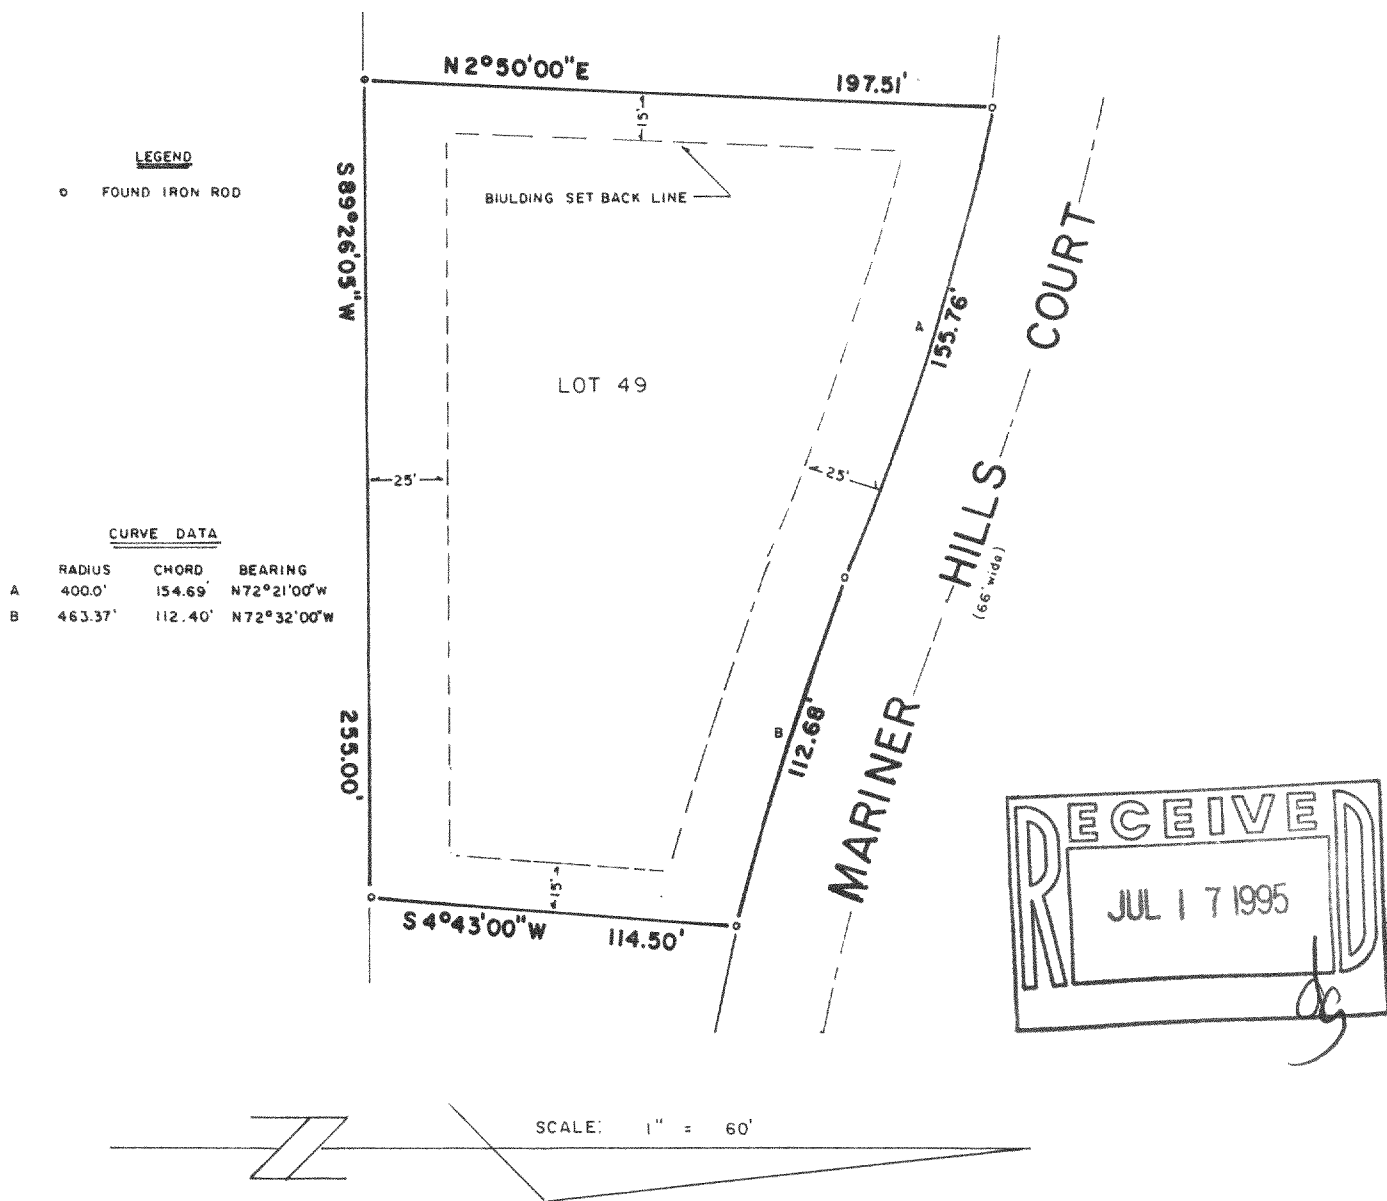 N 2°50'00"E
197.51'
15'
LEGEND
o FOUND IRON ROD
S 89°26'05" W
BIULDING SET BACK LINE
COURT
A
155.76'
LOT 49
25'
25'
HILLS
(66' wide)
CURVE DATA
RADIUS CHORD BEARING
A 400.0' 154.69' N72°21'00"W
B 463.37' 112.40' N72°32'00"W
255.00'
B
112.68'
MARINER
RECEIVED
JUL 17 1995
dg
15'
S 4°43'00" W
114.50'
SCALE: 1" = 60'
Z